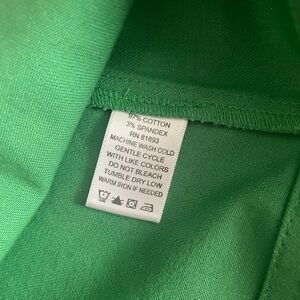 97% COTTON
3% SPANDEX
RN 81893
MACHINE WASH COLD
GENTLE CYCLE
WITH LIKE COLORS
DO NOT BLEACH
TUMBLE DRY LOW
WARM IRON IF NEEDED